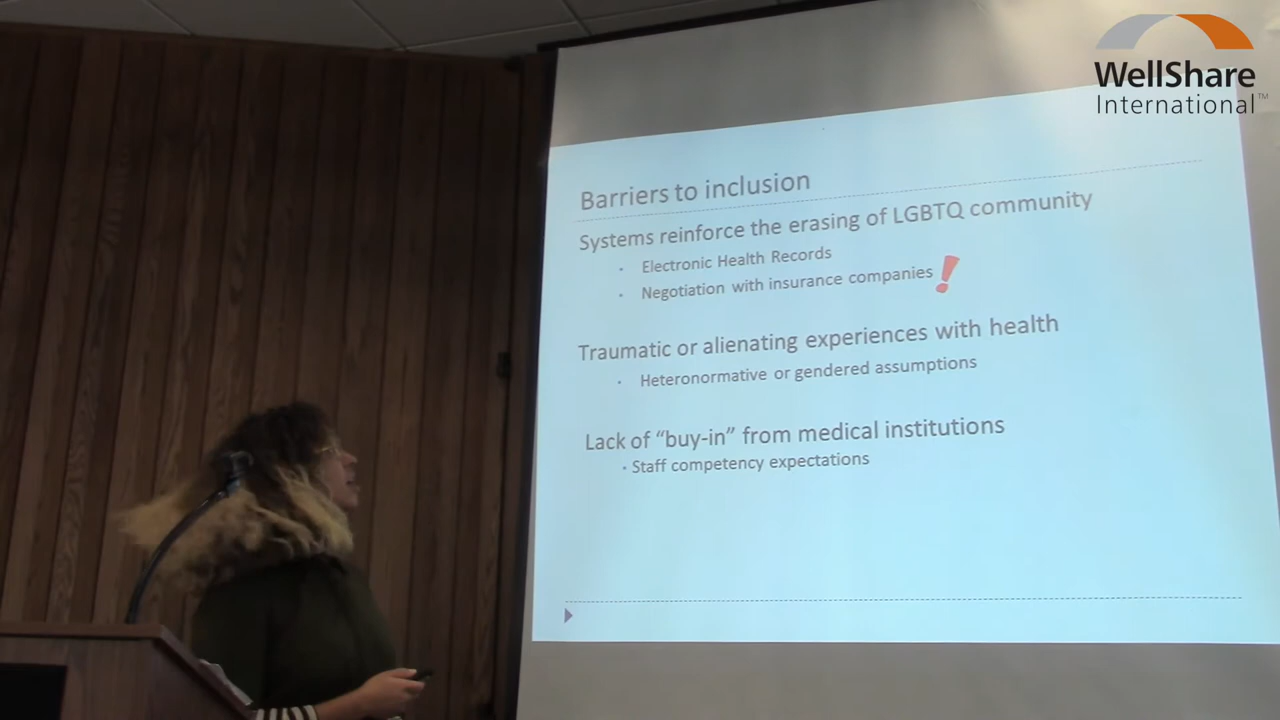 WellShare
International™
Barriers to inclusion
Systems reinforce the erasing of LGBTQ community
• Electronic Health Records
• Negotiation with insurance companies❗
Traumatic or alienating experiences with health
• Heteronormative or gendered assumptions
Lack of “buy-in” from medical institutions
• Staff competency expectations